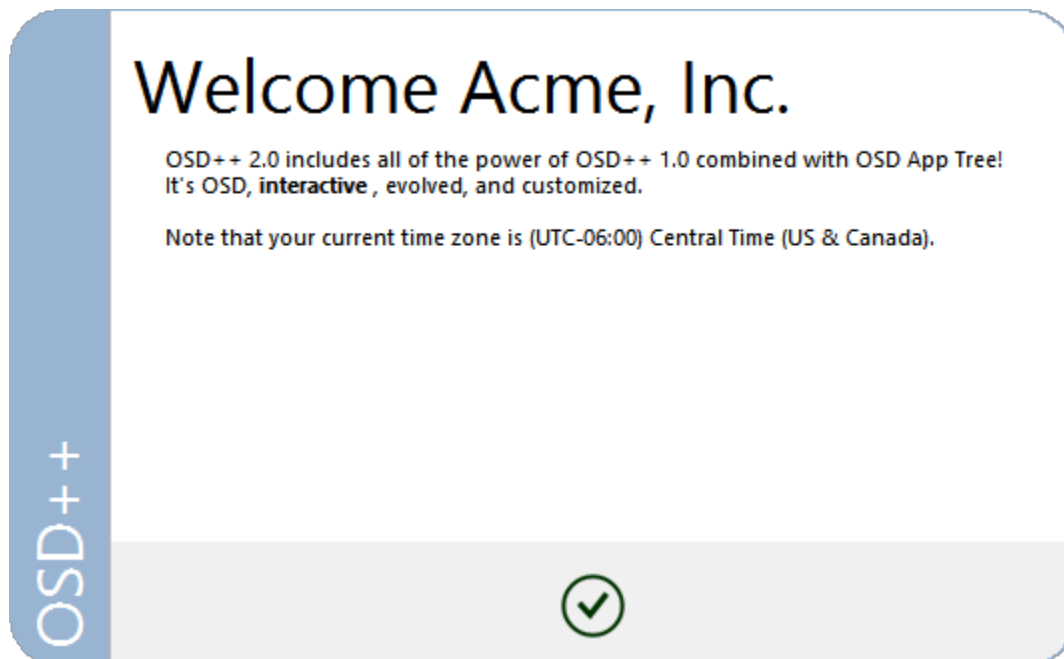 Welcome Acme, Inc.
OSD++ 2.0 includes all of the power of OSD++ 1.0 combined with OSD App Tree!
It's OSD, interactive , evolved, and customized.
Note that your current time zone is (UTC-06:00) Central Time (US & Canada).
OSD++